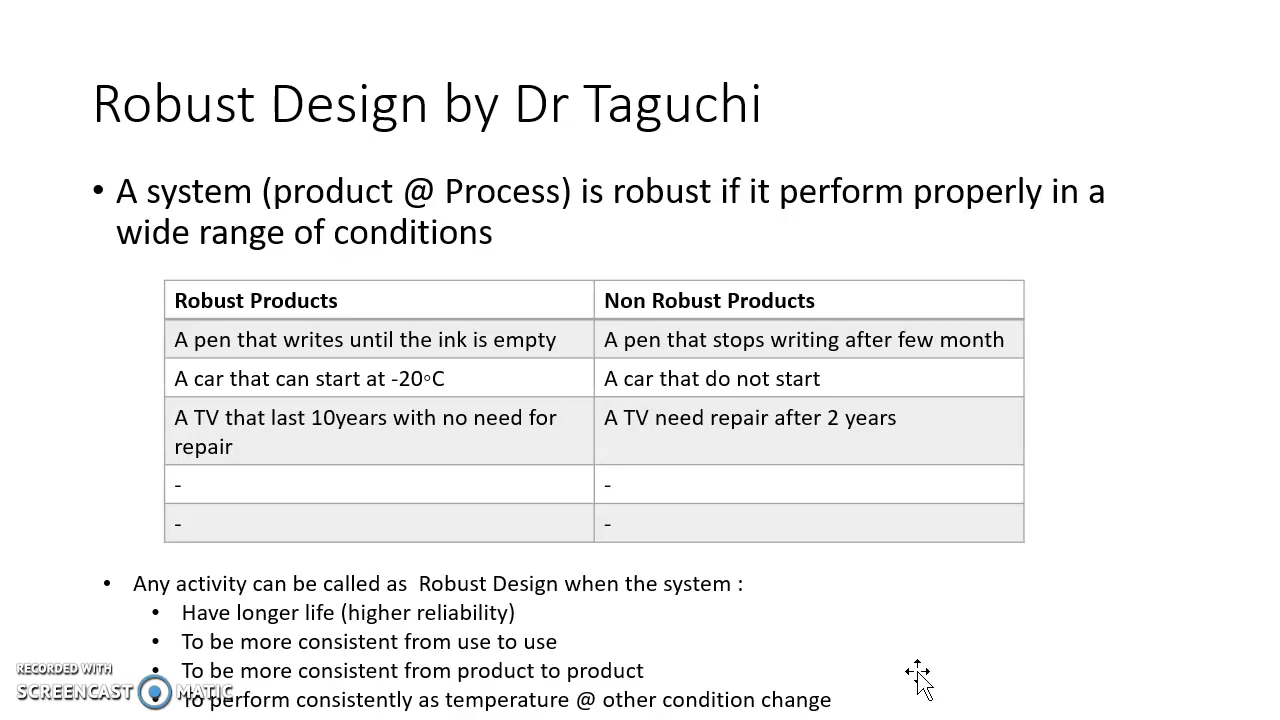 Robust Design by Dr Taguchi
• A system (product @ Process) is robust if it perform properly in a
wide range of conditions
Robust Products
Non Robust Products
A pen that writes until the ink is empty
A pen that stops writing after few month
A car that can start at -20◦C
A car that do not start
A TV that last 10years with no need for
repair
A TV need repair after 2 years
-
-
-
-
• Any activity can be called as Robust Design when the system :
• Have longer life (higher reliability)
• To be more consistent from use to use
• To be more consistent from product to product
• To perform consistently as temperature @ other condition change
RECORDED WITH
SCREENCAST MATIC